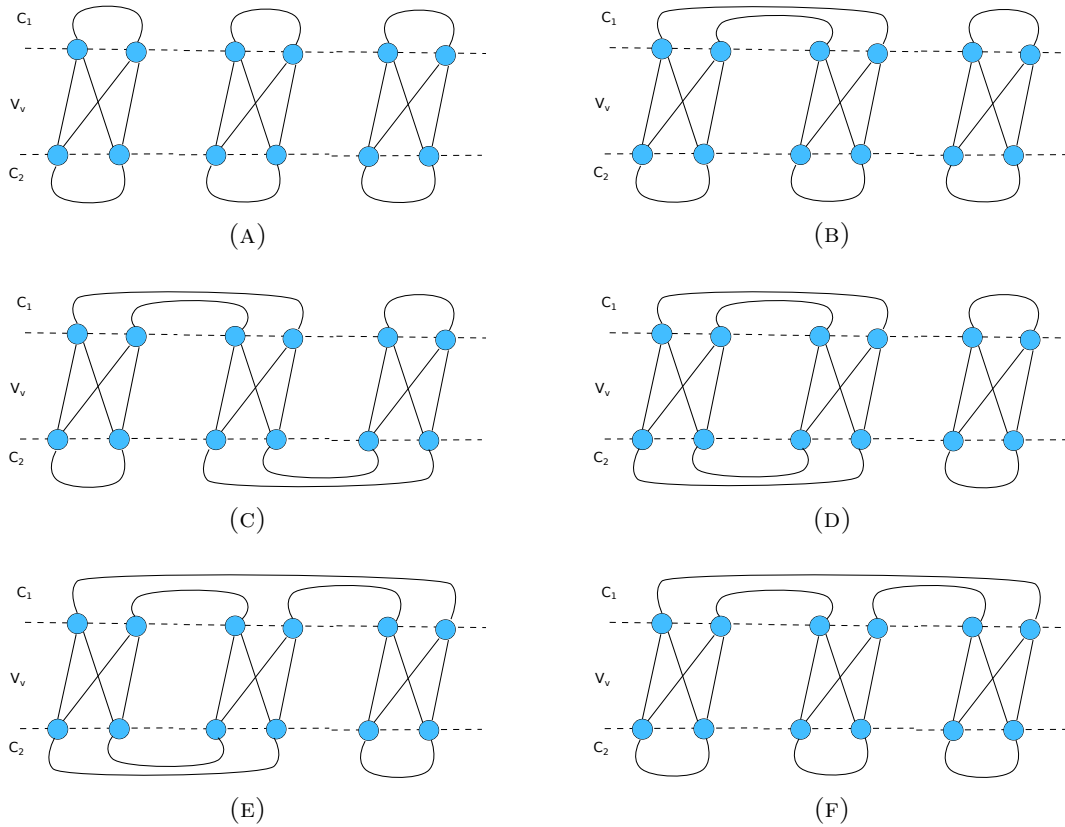 C₁
Vᵥ
C₂
(A)
C₁
Vᵥ
C₂
(B)
C₁
Vᵥ
C₂
(C)
C₁
Vᵥ
C₂
(D)
C₁
Vᵥ
C₂
(E)
C₁
Vᵥ
C₂
(F)